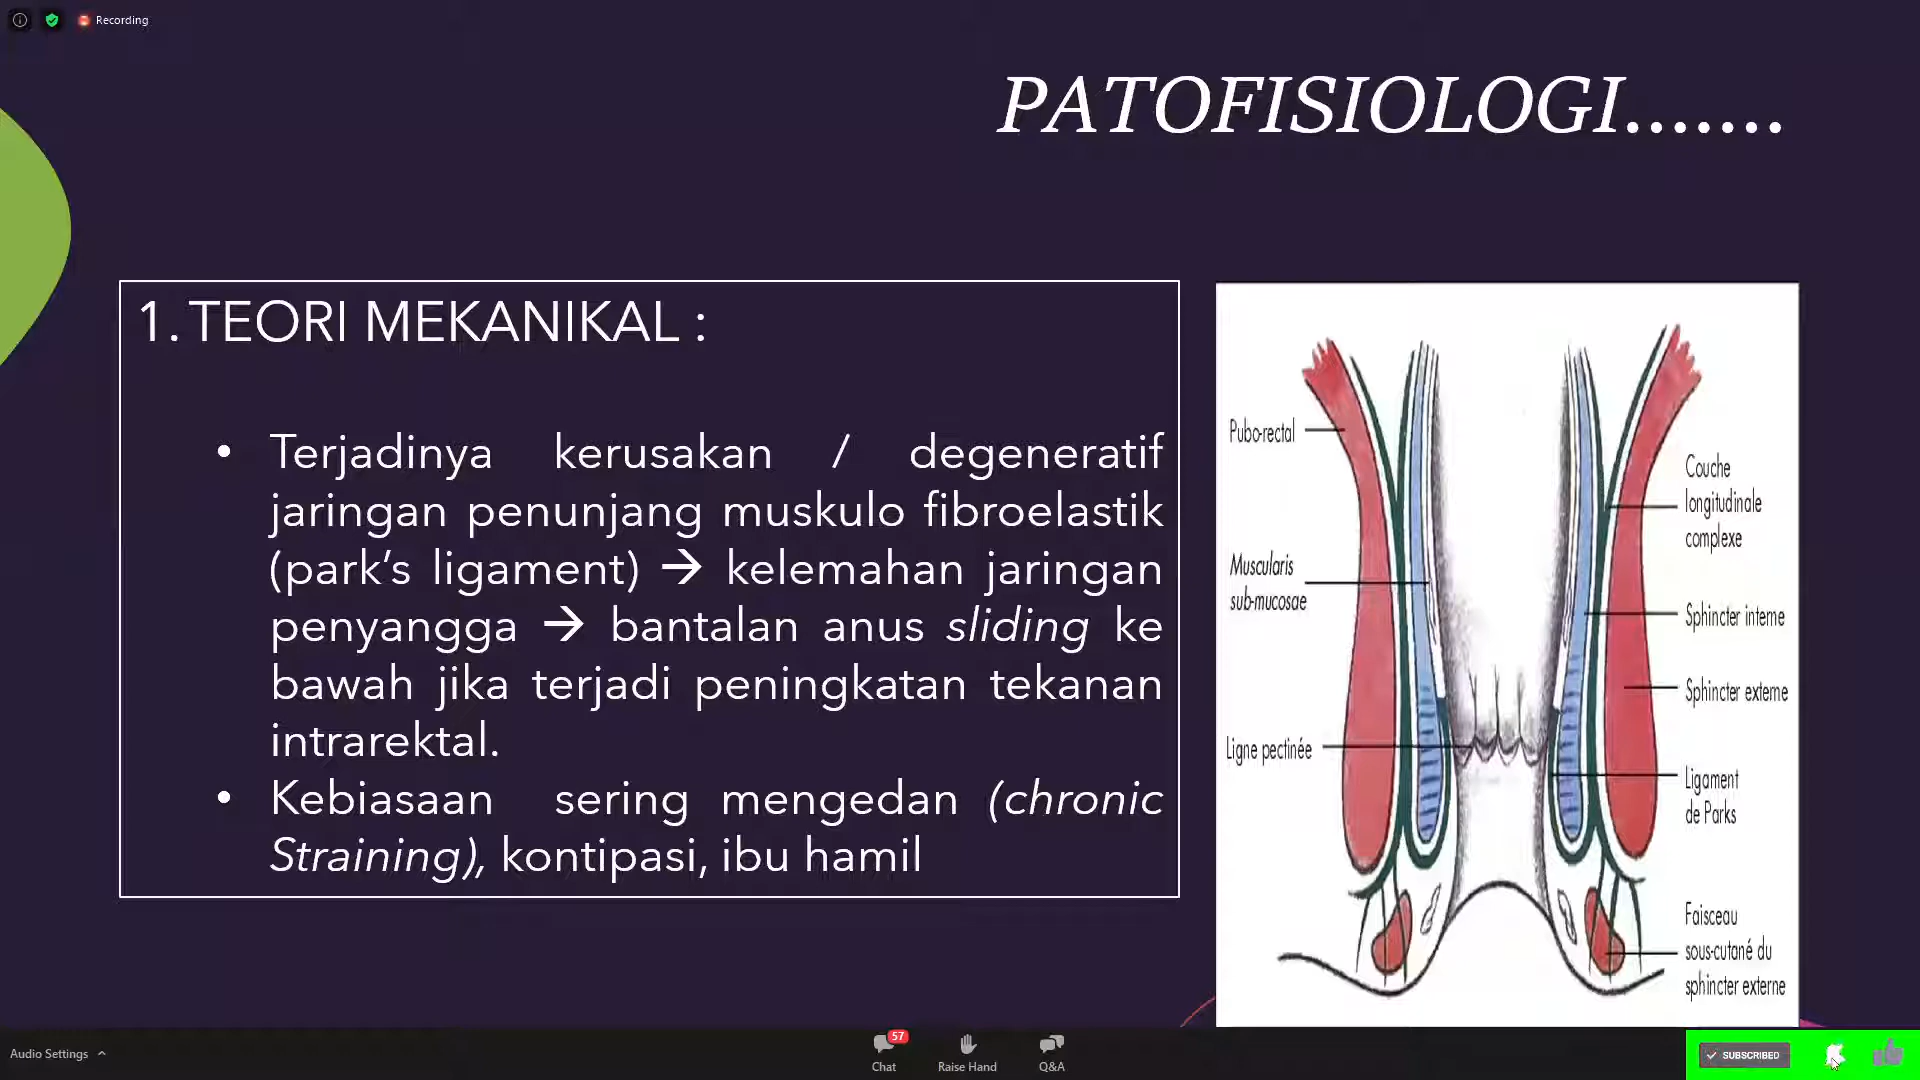 Recording
PATOFISIOLOGI.......
1. TEORI MEKANIKAL :
• Terjadinya kerusakan / degeneratif
jaringan penunjang muskulo fibroelastik
(park’s ligament) → kelemahan jaringan
penyangga → bantalan anus sliding ke
bawah jika terjadi peningkatan tekanan
intrarektal.
• Kebiasaan sering mengedan (chronic
Straining), kontipasi, ibu hamil
Pubo-rectal
Muscularis
sub-mucosae
Ligne pectinée
Couche
longitudinale
complexe
Sphincter interne
Sphincter externe
Ligament
de Parks
Faisceau
sous-cutané du
sphincter externe
Audio Settings
57
Chat
Raise Hand
Q&A
SUBSCRIBED